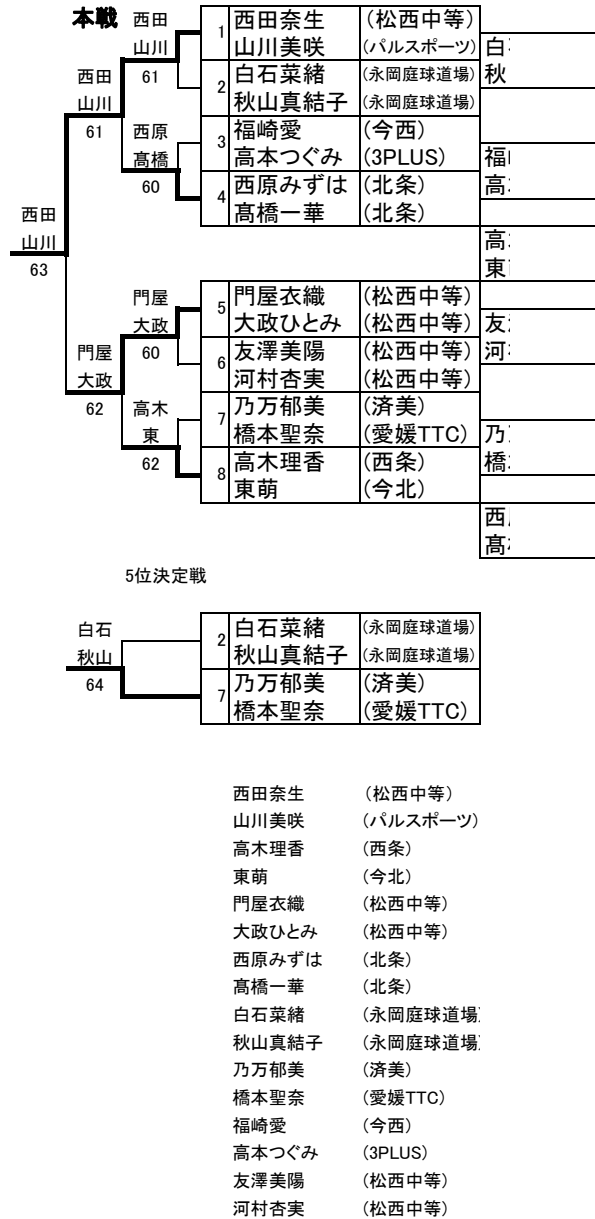 本戦
西田
山川
61
西田
山川
61
西原
髙橋
60
西田
山川
63
門屋
大政
60
門屋
大政
62
高木
東
62
1 西田奈生 (松西中等)
山川美咲 (パルスポーツ)
2 白石菜緒 (永岡庭球道場)
秋山真結子 (永岡庭球道場)
3 福崎愛 (今西)
高本つぐみ (3PLUS)
4 西原みずは (北条)
髙橋一華 (北条)
5 門屋衣織 (松西中等)
大政ひとみ (松西中等)
6 友澤美陽 (松西中等)
河村杏実 (松西中等)
7 乃万郁美 (済美)
橋本聖奈 (愛媛TTC)
8 高木理香 (西条)
東萌 (今北)
白
秋
福
高
高
東
友
河
乃
橋
西
髙
5位決定戦
白石
秋山
64
2 白石菜緒 (永岡庭球道場)
秋山真結子 (永岡庭球道場)
7 乃万郁美 (済美)
橋本聖奈 (愛媛TTC)
西田奈生 (松西中等)
山川美咲 (パルスポーツ)
高木理香 (西条)
東萌 (今北)
門屋衣織 (松西中等)
大政ひとみ (松西中等)
西原みずは (北条)
髙橋一華 (北条)
白石菜緒 (永岡庭球道場)
秋山真結子 (永岡庭球道場)
乃万郁美 (済美)
橋本聖奈 (愛媛TTC)
福崎愛 (今西)
高本つぐみ (3PLUS)
友澤美陽 (松西中等)
河村杏実 (松西中等)